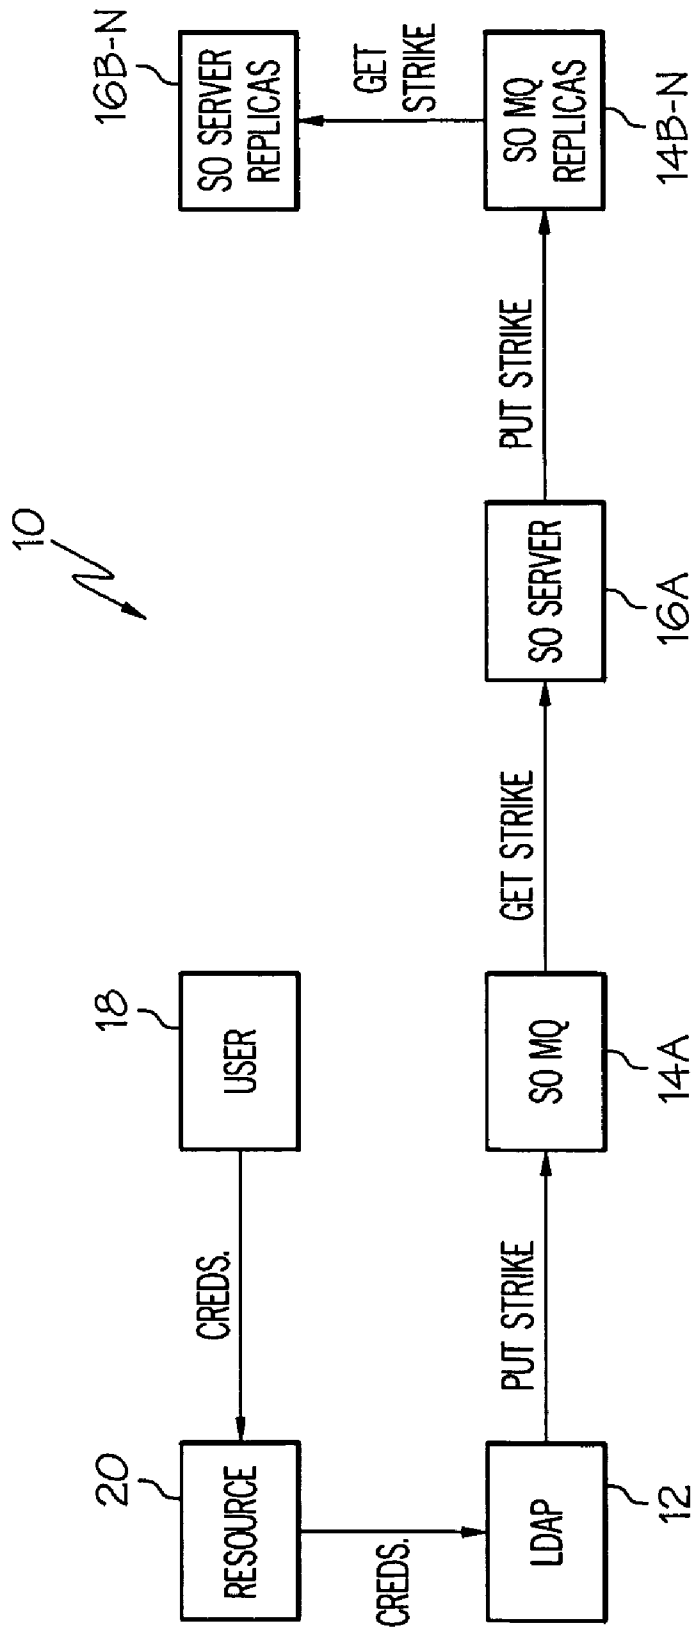 10
20
RESOURCE
CREDS.
18
USER
16B-N
SO SERVER
REPLICAS
CREDS.
GET
STRIKE
LDAP
12
PUT STRIKE
SO MQ
14A
GET STRIKE
SO SERVER
16A
PUT STRIKE
SO MQ
REPLICAS
14B-N